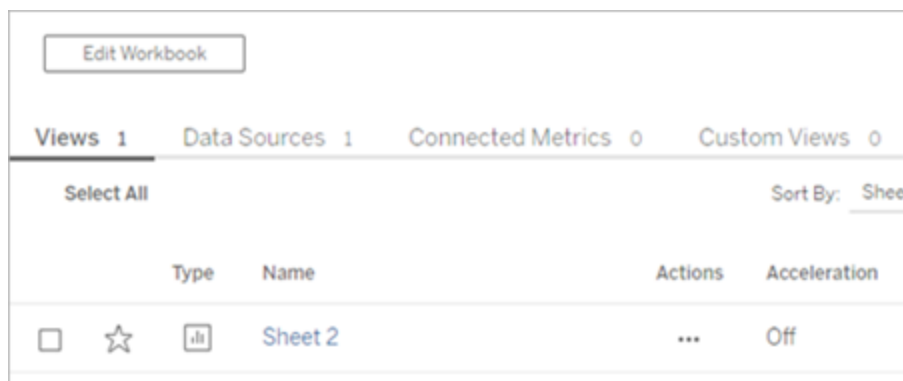 Edit Workbook
Views 1 Data Sources 1 Connected Metrics 0 Custom Views 0
Select All Sort By:
Type Name Actions Acceleration
Sheet 2 ... Off